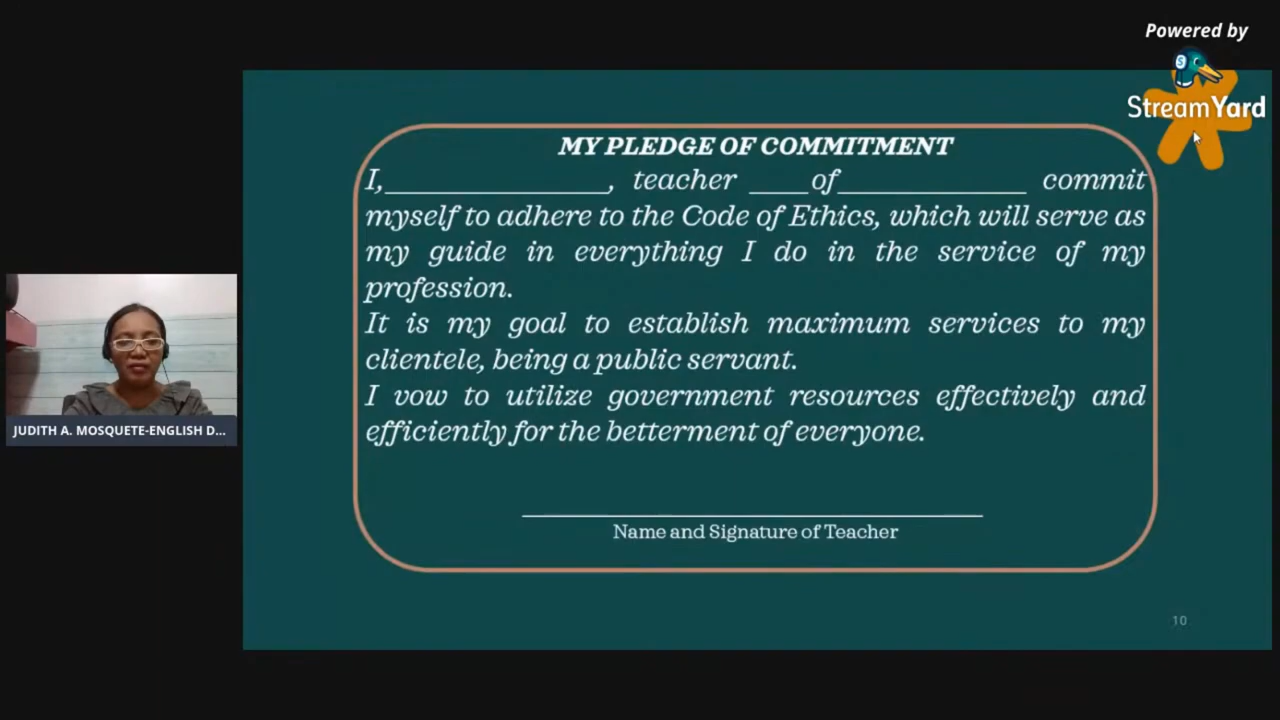 Powered by
StreamYard
MY PLEDGE OF COMMITMENT
I,________________, teacher ____of_____________ commit
myself to adhere to the Code of Ethics, which will serve as
my guide in everything I do in the service of my
profession.
It is my goal to establish maximum services to my
clientele, being a public servant.
I vow to utilize government resources effectively and
efficiently for the betterment of everyone.
Name and Signature of Teacher
JUDITH A. MOSQUETE-ENGLISH D...
10